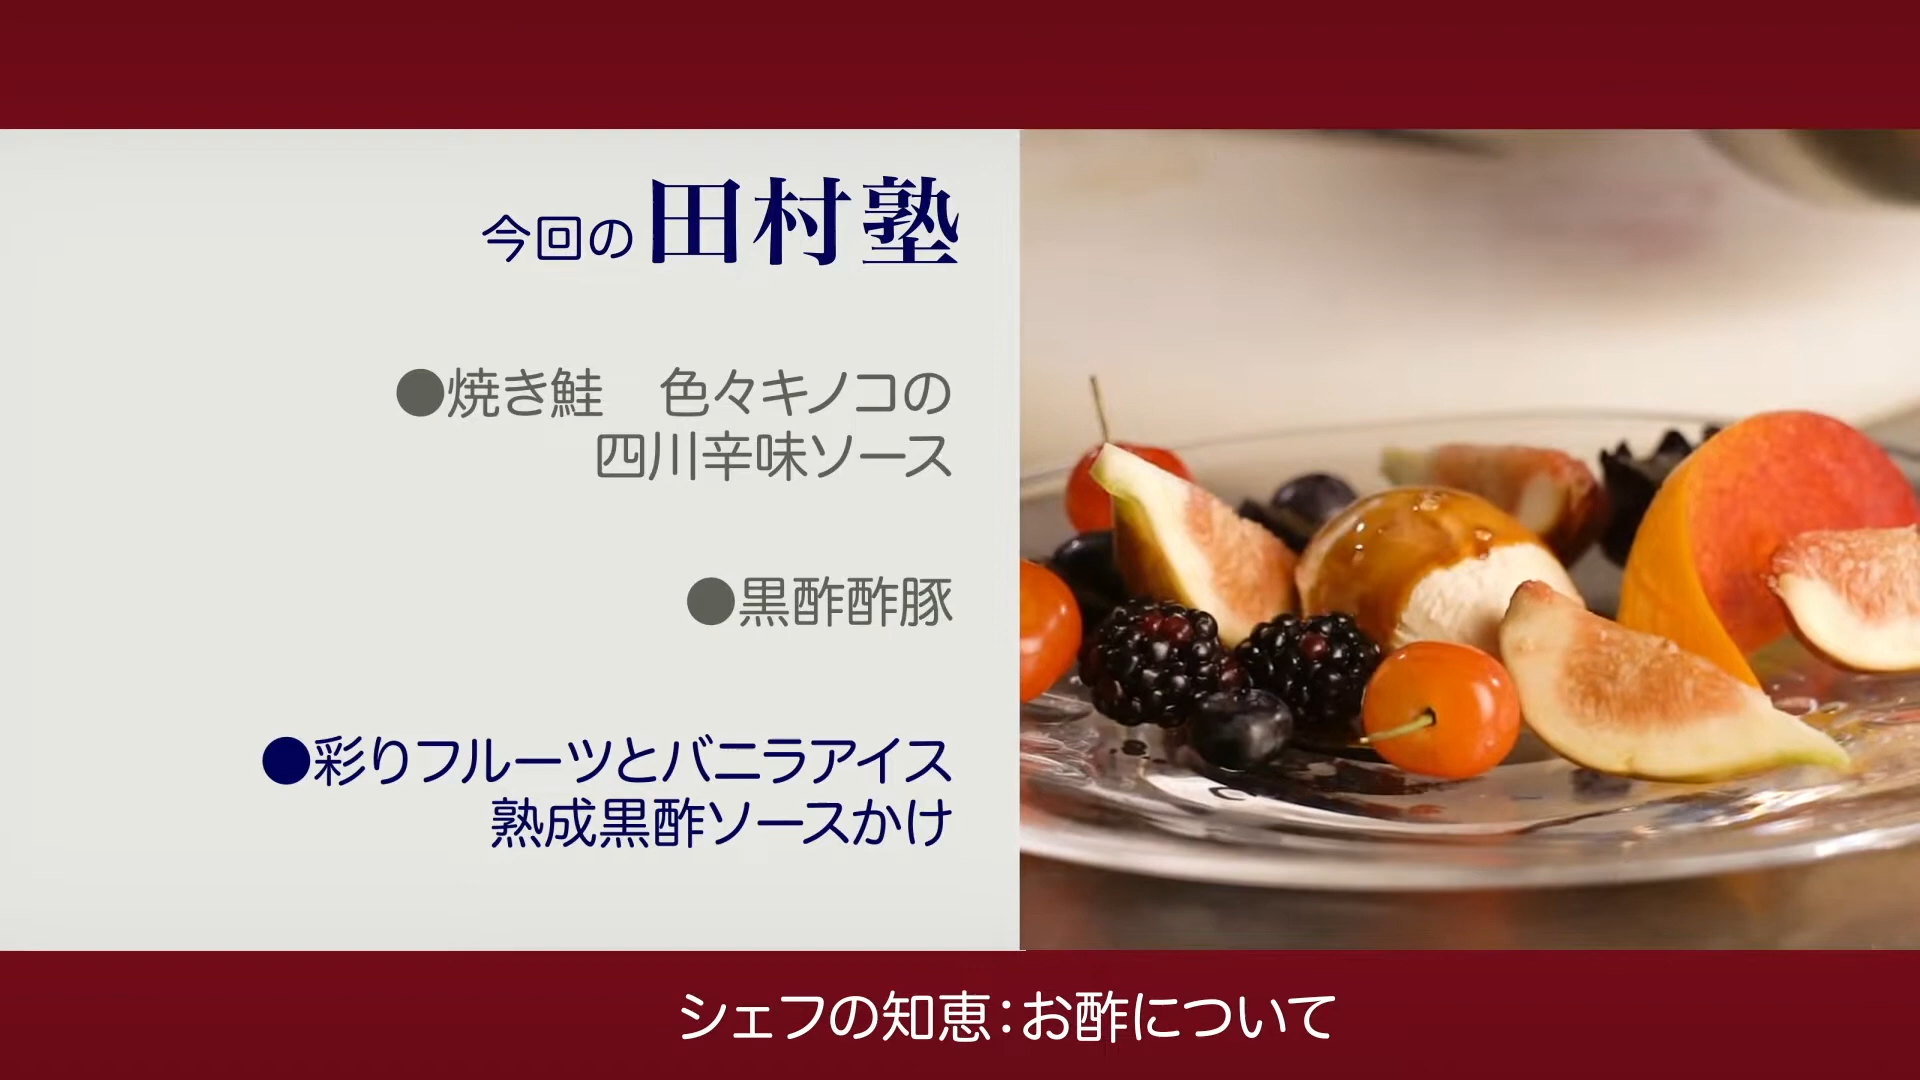 今回の田村塾
●焼き鮭　色々キノコの
四川辛味ソース
●黒酢酢豚
●彩りフルーツとバニラアイス
熟成黒酢ソースかけ
シェフの知恵：お酢について